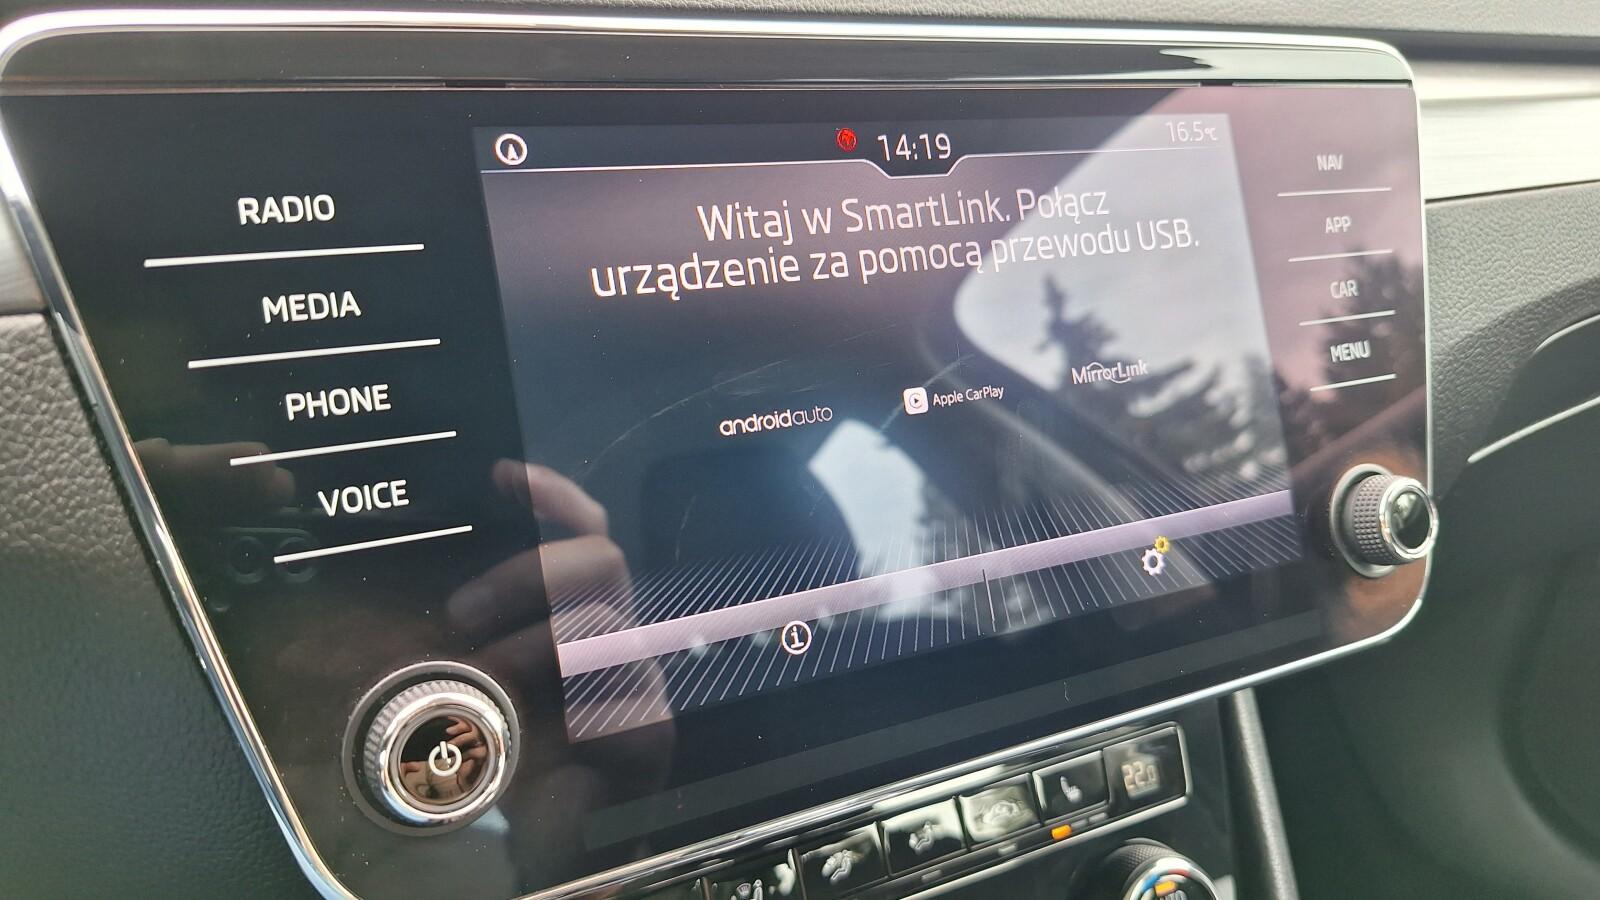 14:19
16.5°C
Witaj w SmartLink. Połącz
urządzenie za pomocą przewodu USB.
androidauto
Apple CarPlay
MirrorLink
RADIO
MEDIA
PHONE
VOICE
NAV
APP
CAR
MENU
22.0